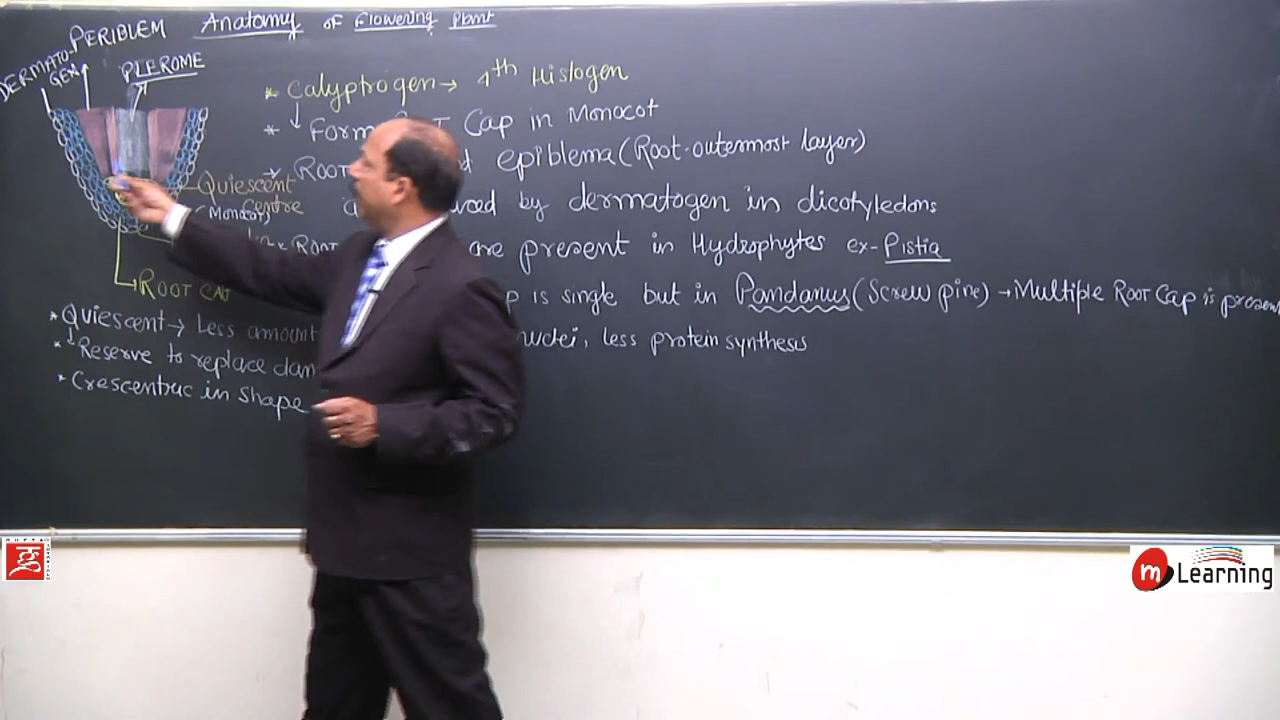 Anatomy of Flowering Plant
PERIBLEM
DERMATO-
GEN
PLEROME
* Calyptrogen → 4th Histogen
* Form Cap in Monocot
ROOT epiblema (Root-outermost layer)
Quiescent
Centre
(Monocot)
by dermatogen in dicotyledons
* ROOT are present in Hydrophytes ex- Pistia
ROOT CAP
is single but in Pandanus (Screw pine) → Multiple Root Cap is present
* Quiescent → Less amount nuclei, less protein synthesis
* Reserve to replace dam
* Crescentric in shape
m
Learning